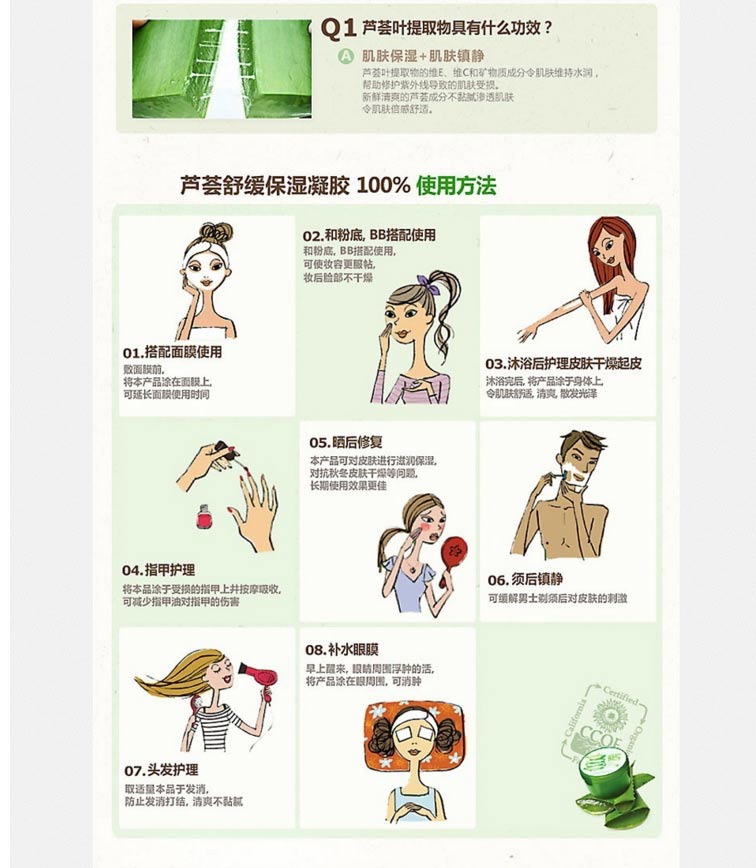 Q1 芦荟叶提取物具有什么功效？
A 肌肤保湿+肌肤镇静
芦荟叶提取物的维E、维C和矿物质成分令肌肤维持水润，
帮助修护紫外线导致的肌肤受损。
新鲜清爽的芦荟成分不黏腻渗透肌肤
令肌肤倍感舒适。
芦荟舒缓保湿凝胶 100% 使用方法
01.搭配面膜使用
敷面膜前,
将本产品涂在面膜上,
可延长面膜使用时间
02.和粉底, BB搭配使用
和粉底, BB搭配使用,
可使妆容更服帖,
妆后脸部不干燥
03.沐浴后护理皮肤干燥起皮
沐浴完后, 将产品涂于身体上,
令肌肤舒适, 清爽, 散发光泽
04.指甲护理
将本品涂于受损的指甲上并按摩吸收,
可减少指甲油对指甲的伤害
05.晒后修复
本产品可对皮肤进行滋润保湿,
对抗秋冬皮肤干燥等问题,
长期使用效果更佳
06.须后镇静
可缓解男士剃须后对皮肤的刺激
07.头发护理
取适量本品于发消,
防止发消打结, 清爽不黏腻
08.补水眼膜
早上醒来, 眼睛周围浮肿的活,
将产品涂在眼周围, 可消肿
California
Certified
Organic
CCOF